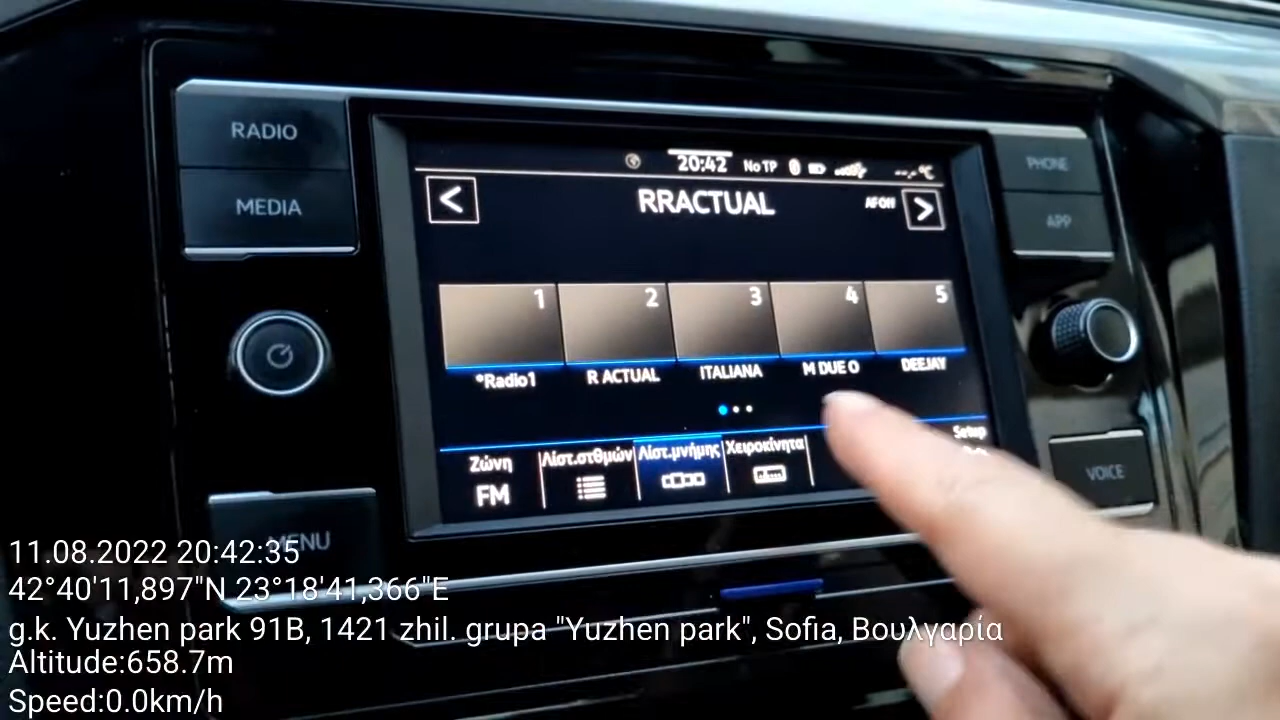 RADIO
MEDIA
MENU
PHONE
APP
VOICE
20:42 No TP --,-°C
< RRACTUAL AF Off >
1 2 3 4 5
*Radio1 R ACTUAL ITALIANA M DUE O DEEJAY
Ζώνη Λίστ.στθμών Λίστ.μνήμης Χειροκίνητα Setup
FM
11.08.2022 20:42:35
42°40'11,897"N 23°18'41,366"E
g.k. Yuzhen park 91B, 1421 zhil. grupa "Yuzhen park", Sofia, Βουλγαρία
Altitude:658.7m
Speed:0.0km/h